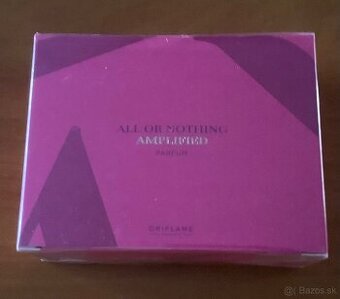 ALL OR NOTHING
AMPLIFIED
PARFUM
ORIFLAME
Bazos.sk